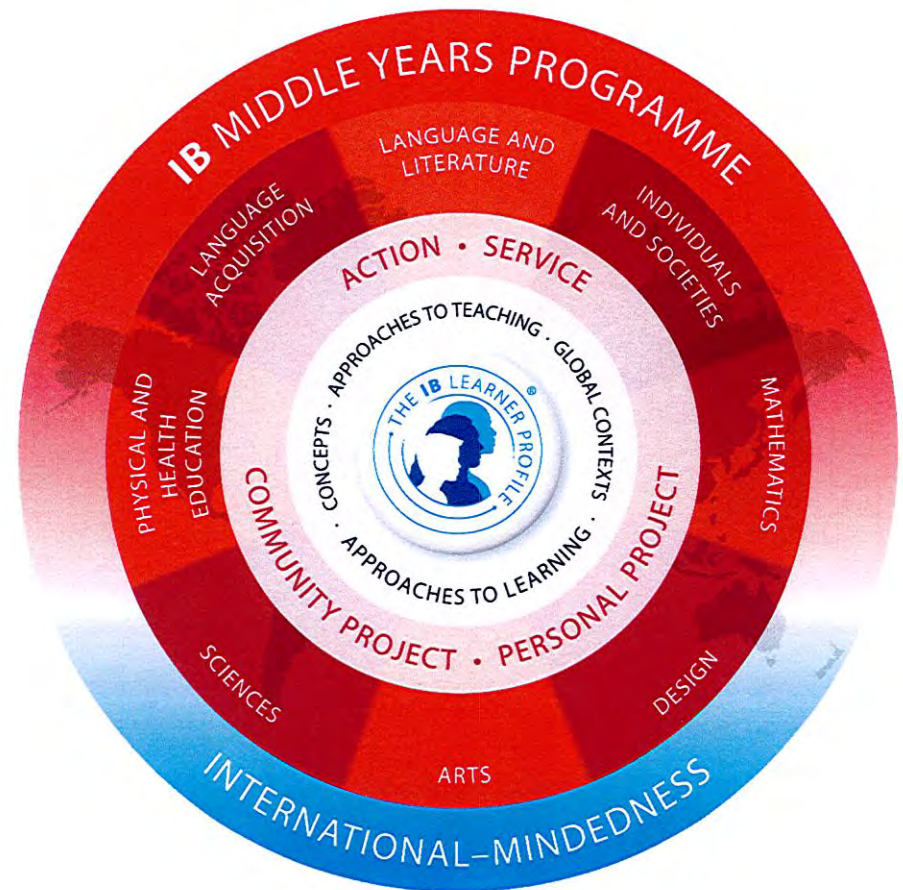 IB MIDDLE YEARS PROGRAMME
LANGUAGE AND
LITERATURE
LANGUAGE
ACQUISITION
INDIVIDUALS
AND SOCIETIES
ACTION • SERVICE
APPROACHES TO TEACHING · GLOBAL CONTEXTS ·
APPROACHES TO LEARNING · CONCEPTS ·
• THE IB LEARNER PROFILE •
®
PHYSICAL AND
HEALTH
EDUCATION
MATHEMATICS
COMMUNITY PROJECT • PERSONAL PROJECT
SCIENCES
DESIGN
ARTS
INTERNATIONAL–MINDEDNESS